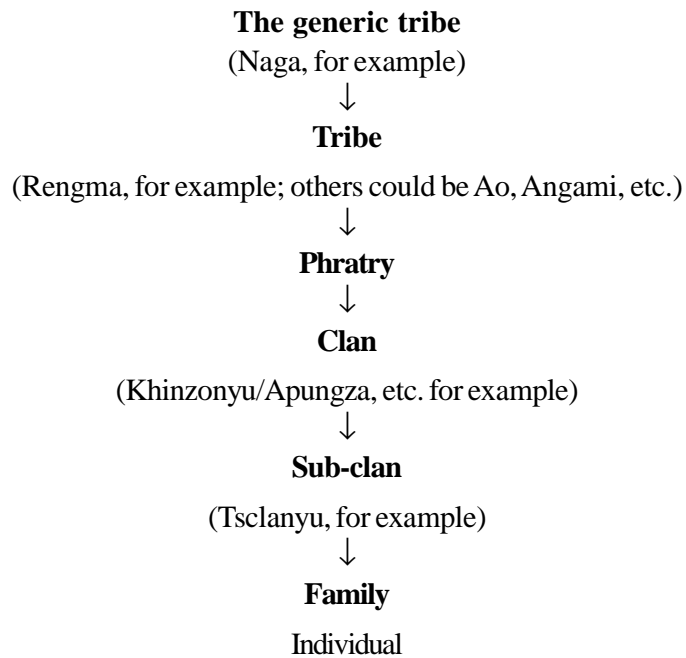 The generic tribe
(Naga, for example)
↓
Tribe
(Rengma, for example; others could be Ao, Angami, etc.)
↓
Phratry
↓
Clan
(Khinzonyu/Apungza, etc. for example)
↓
Sub-clan
(Tsclanyu, for example)
↓
Family
Individual